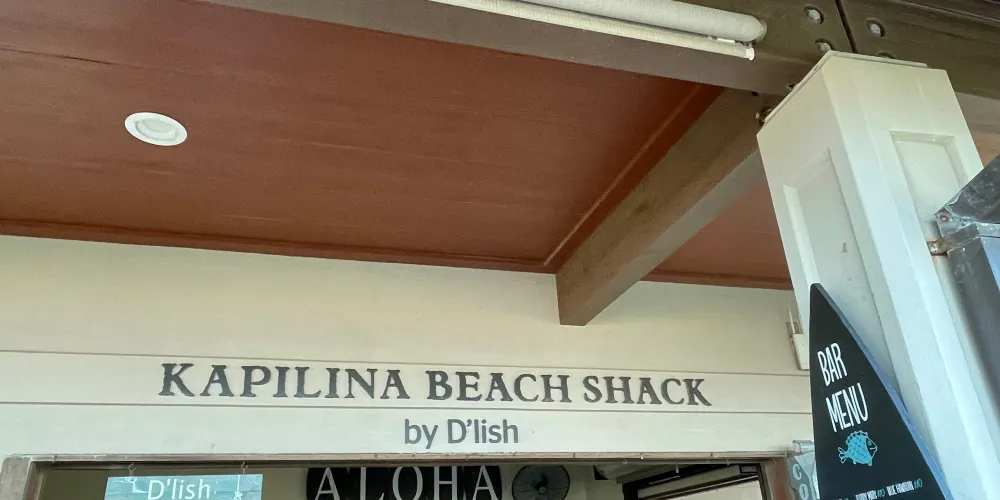 KAPILINA BEACH SHACK
by D'lish
D'lish
ALOHA
BAR
MENU